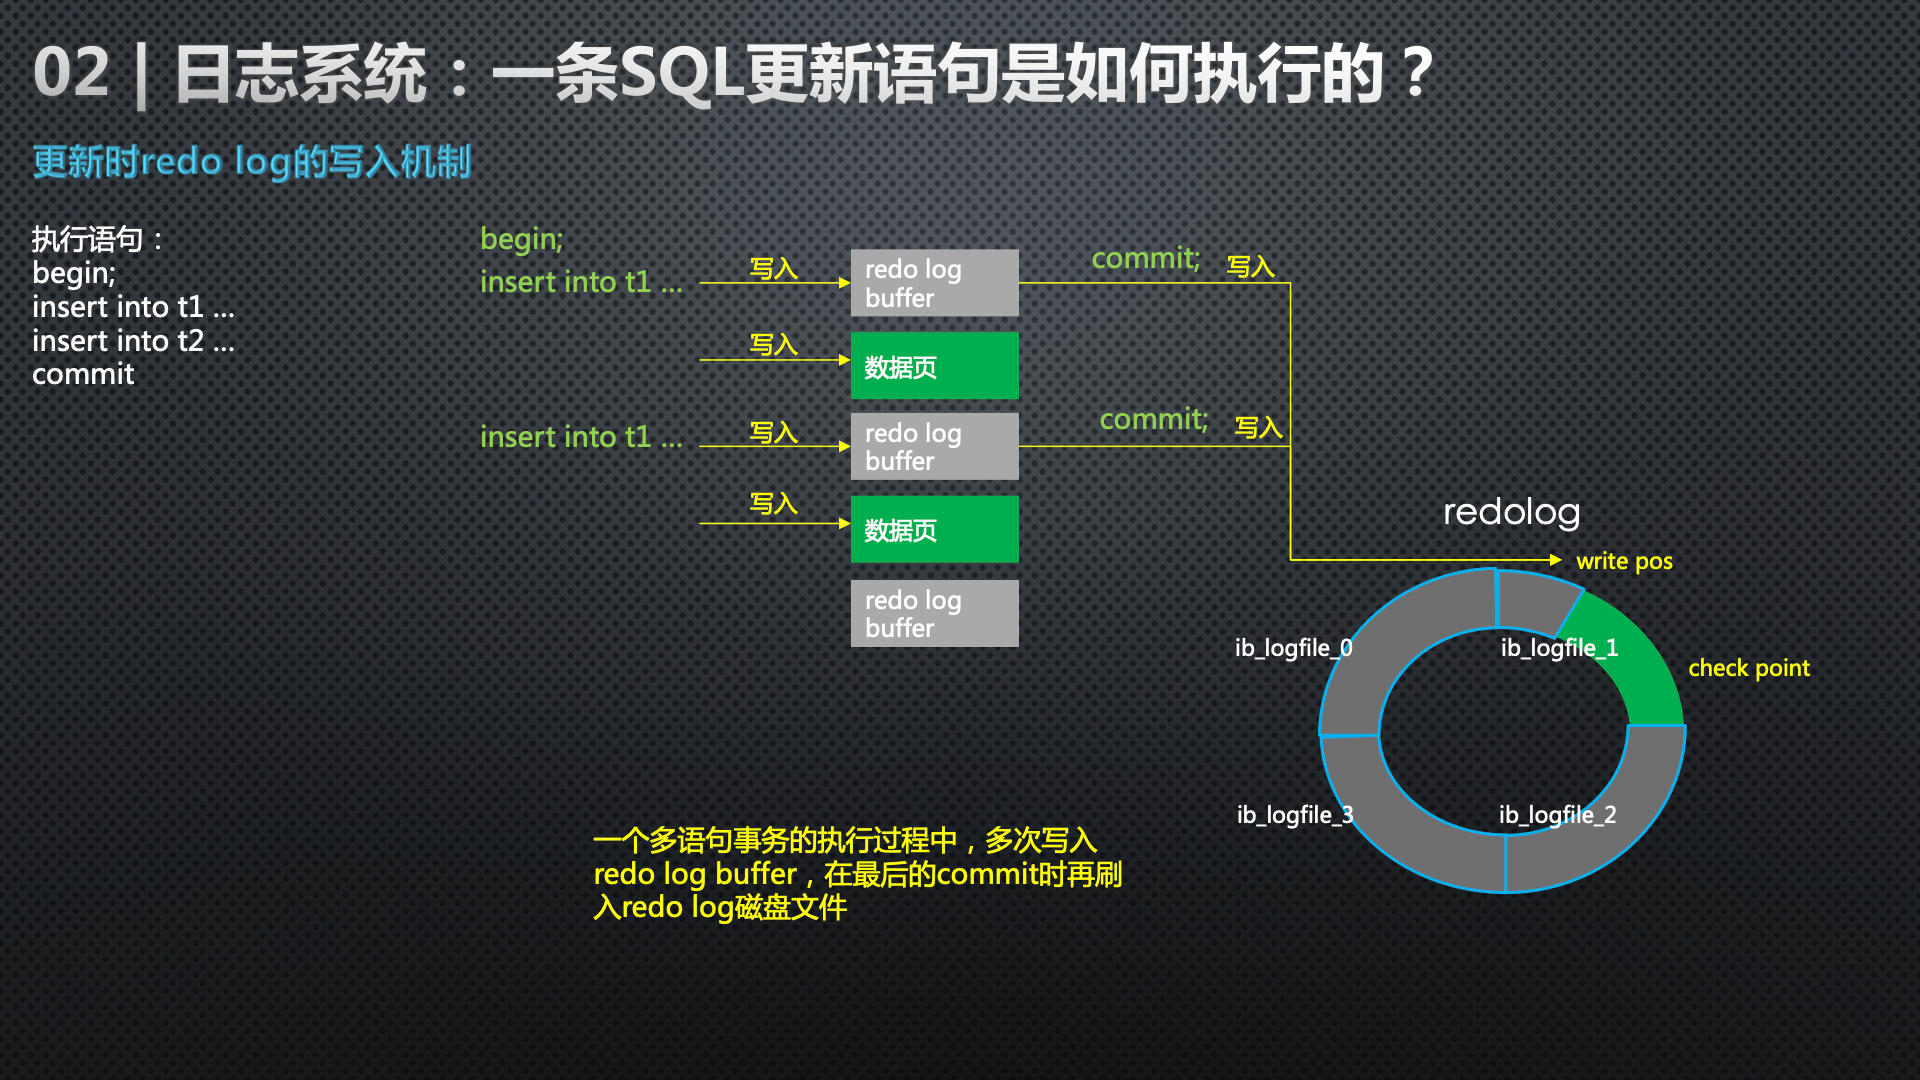 02 | 日志系统：一条SQL更新语句是如何执行的？
更新时redo log的写入机制
执行语句：
begin;
insert into t1 ...
insert into t2 ...
commit
begin;
insert into t1 ...
写入
redo log
buffer
commit;
写入
写入
数据页
insert into t1 ...
写入
redo log
buffer
commit;
写入
写入
数据页
redo log
buffer
redolog
write pos
ib_logfile_0
ib_logfile_1
check point
ib_logfile_3
ib_logfile_2
一个多语句事务的执行过程中，多次写入
redo log buffer，在最后的commit时再刷
入redo log磁盘文件